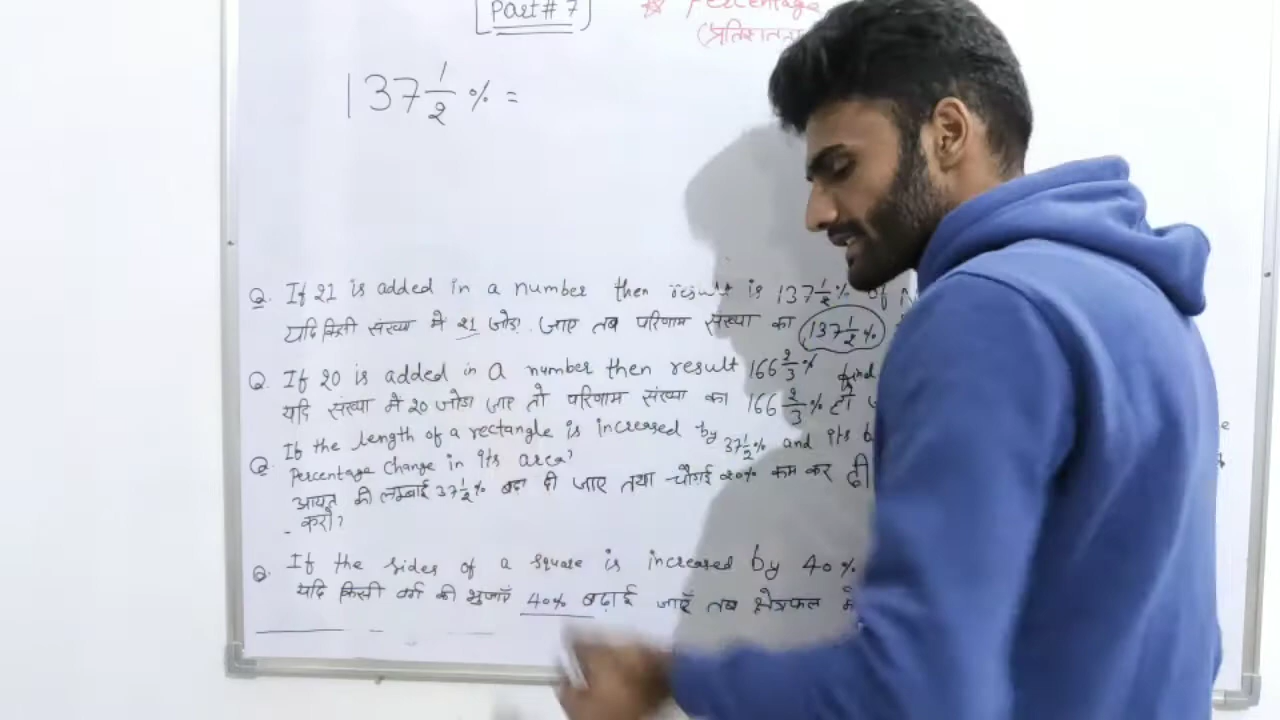 Part # 7
Percentage
(प्रतिशतता
137 1/2 % =
Q. If 21 is added in a number then result is 137 1/2 % of
यदि किसी संख्या में 21 जोड़ा जाए तब परिणाम संख्या का 137 1/2 %
Q. If 20 is added in a number then result 166 2/3 % find
यदि संख्या में 20 जोड़ा जाए तो परिणाम संख्या का 166 2/3 % हो
Q. If the length of a rectangle is increased by 37 1/2 % and its
Percentage change in its area?
आयत की लम्बाई 37 1/2 % बढ़ा दी जाए तथा चौड़ाई 20% कम कर दी
करो?
Q. If the sides of a square is increased by 40%
यदि किसी वर्ग की भुजाएँ 40% बढ़ाई जाएँ तब क्षेत्रफल में